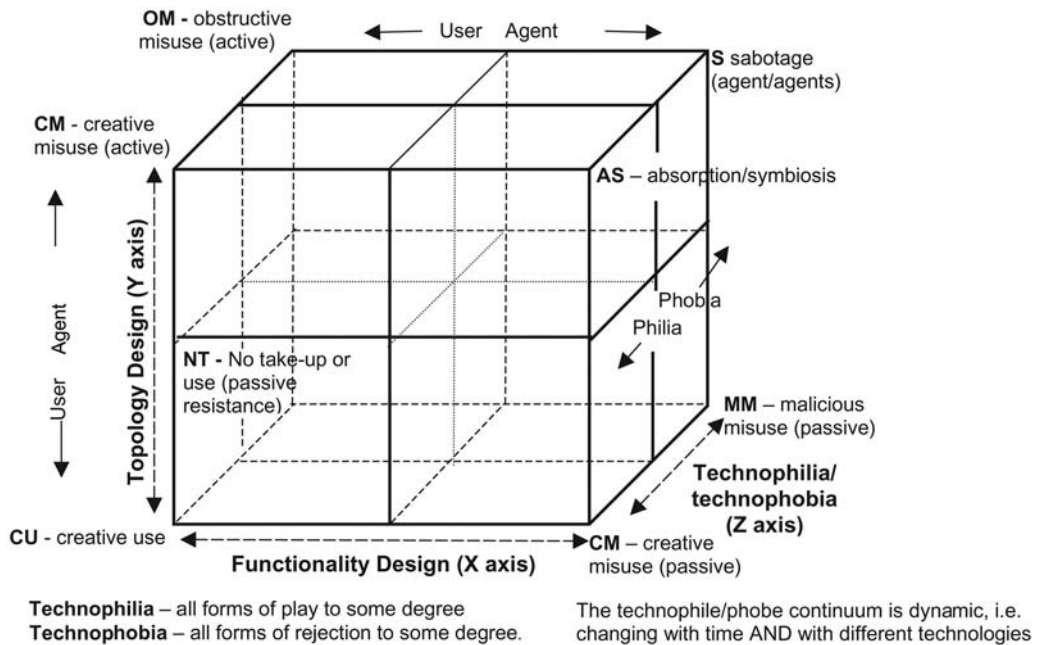 OM - obstructive
misuse (active)
User Agent
S sabotage
(agent/agents)
CM - creative
misuse (active)
AS – absorption/symbiosis
User Agent
Topology Design (Y axis)
Phobia
Philia
NT - No take-up or
use (passive
resistance)
MM – malicious
misuse (passive)
Technophilia/
technophobia
(Z axis)
CU - creative use
Functionality Design (X axis)
CM – creative
misuse (passive)
Technophilia – all forms of play to some degree
Technophobia – all forms of rejection to some degree.
The technophile/phobe continuum is dynamic, i.e.
changing with time AND with different technologies